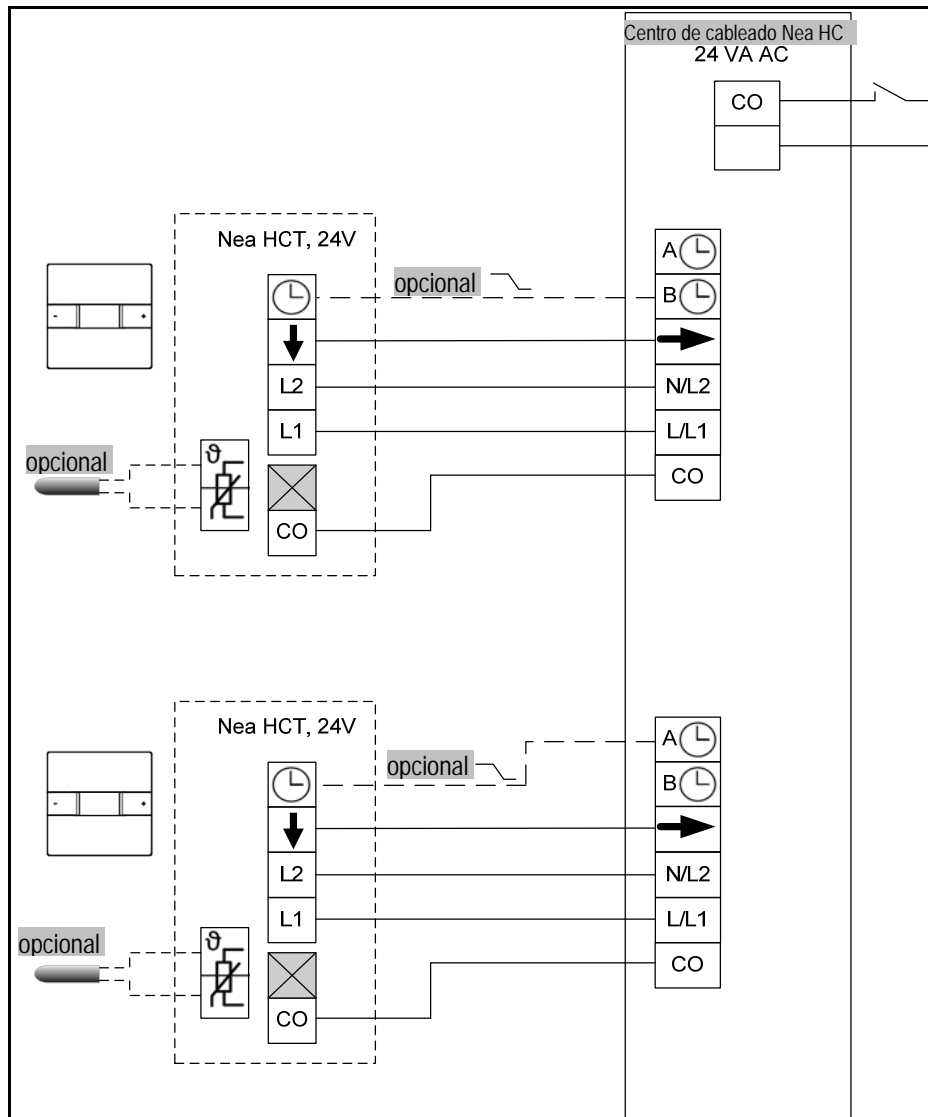 Centro de cableado Nea HC
24 VA AC
CO
Nea HCT, 24V
opcional
A
B
L2
N/L2
L1
L/L1
- +
opcional
ϑ
CO
CO
Nea HCT, 24V
opcional
A
B
L2
N/L2
L1
L/L1
- +
opcional
ϑ
CO
CO